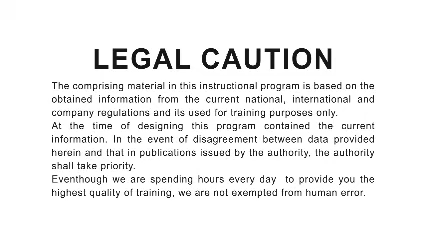 LEGAL CAUTION
The comprising material in this instructional program is based on the
obtained information from the current national, international and
company regulations and its used for training purposes only.
At the time of designing this program contained the current
information. In the event of disagreement between data provided
herein and that in publications issued by the authority, the authority
shall take priority.
Eventhough we are spending hours every day to provide you the
highest quality of training, we are not exempted from human error.